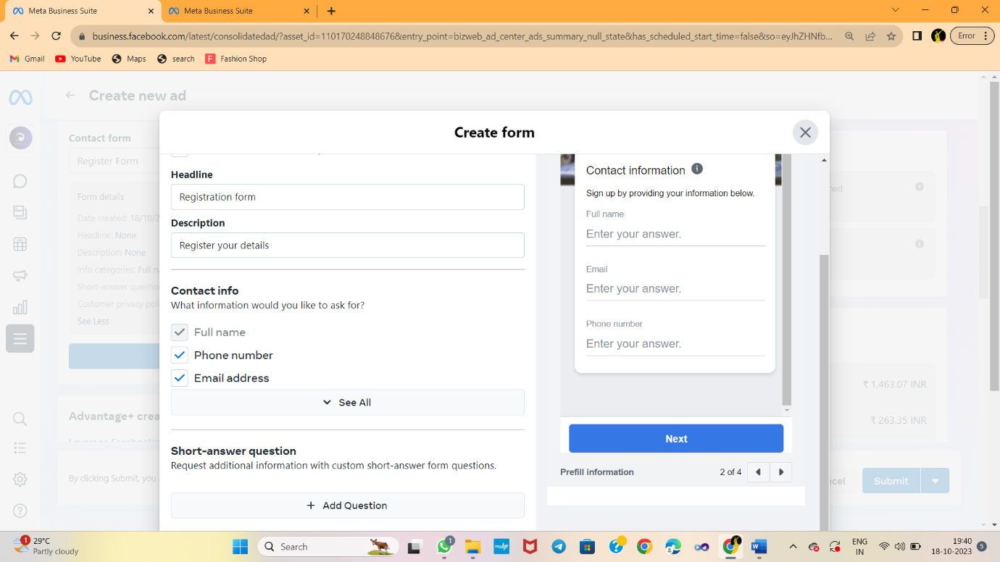 Meta Business Suite
Meta Business Suite
business.facebook.com/latest/consolidatedad/?asset_id=110170248848676&entry_point=bizweb_ad_center_ads_summary_null_state&has_scheduled_start_time=false&so=eyJhZHNfb...
Error
Gmail
YouTube
Maps
search
F
Fashion Shop
Create new ad
Contact form
Register Form
Form details
Date created: 18/10/2
Headline: None
Description: None
Info categories: Full n
Short-answer questio
Customer privacy poli
See Less
Advantage+ crea
By clicking Submit, you
Create form
Headline
Registration form
Description
Register your details
Contact info
What information would you like to ask for?
Full name
Phone number
Email address
See All
Short-answer question
Request additional information with custom short-answer form questions.
+ Add Question
Contact information
Sign up by providing your information below.
Full name
Enter your answer.
Email
Enter your answer.
Phone number
Enter your answer.
Next
Prefill information
2 of 4
ned
₹ 1,463.07 INR
₹ 263.35 INR
cel
Submit
1
29°C
Partly cloudy
Search
1
ENG
IN
19:40
18-10-2023
5